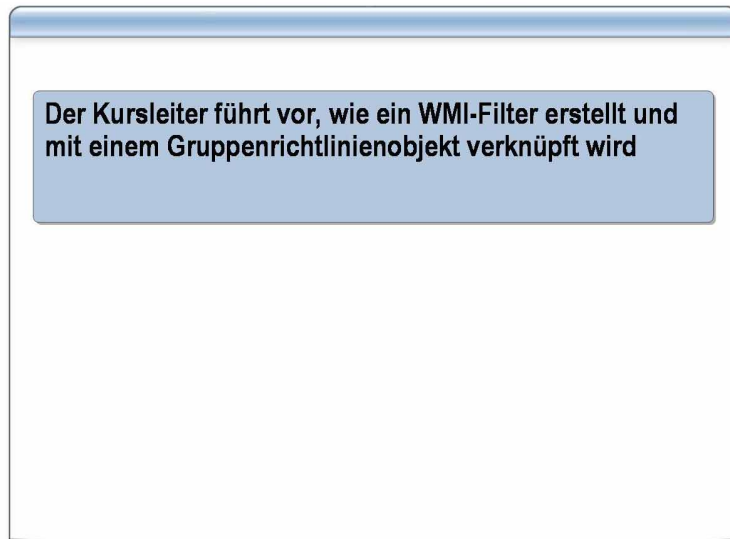 Der Kursleiter führt vor, wie ein WMI-Filter erstellt und
mit einem Gruppenrichtlinienobjekt verknüpft wird